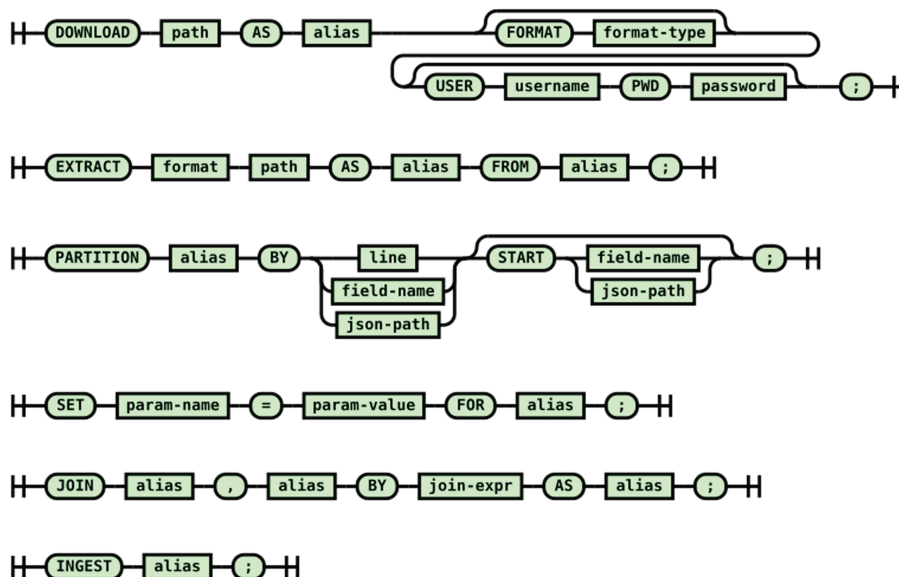 DOWNLOAD path AS alias FORMAT format-type
USER username PWD password ;
EXTRACT format path AS alias FROM alias ;
PARTITION alias BY line START field-name ;
field-name json-path
json-path
SET param-name = param-value FOR alias ;
JOIN alias , alias BY join-expr AS alias ;
INGEST alias ;